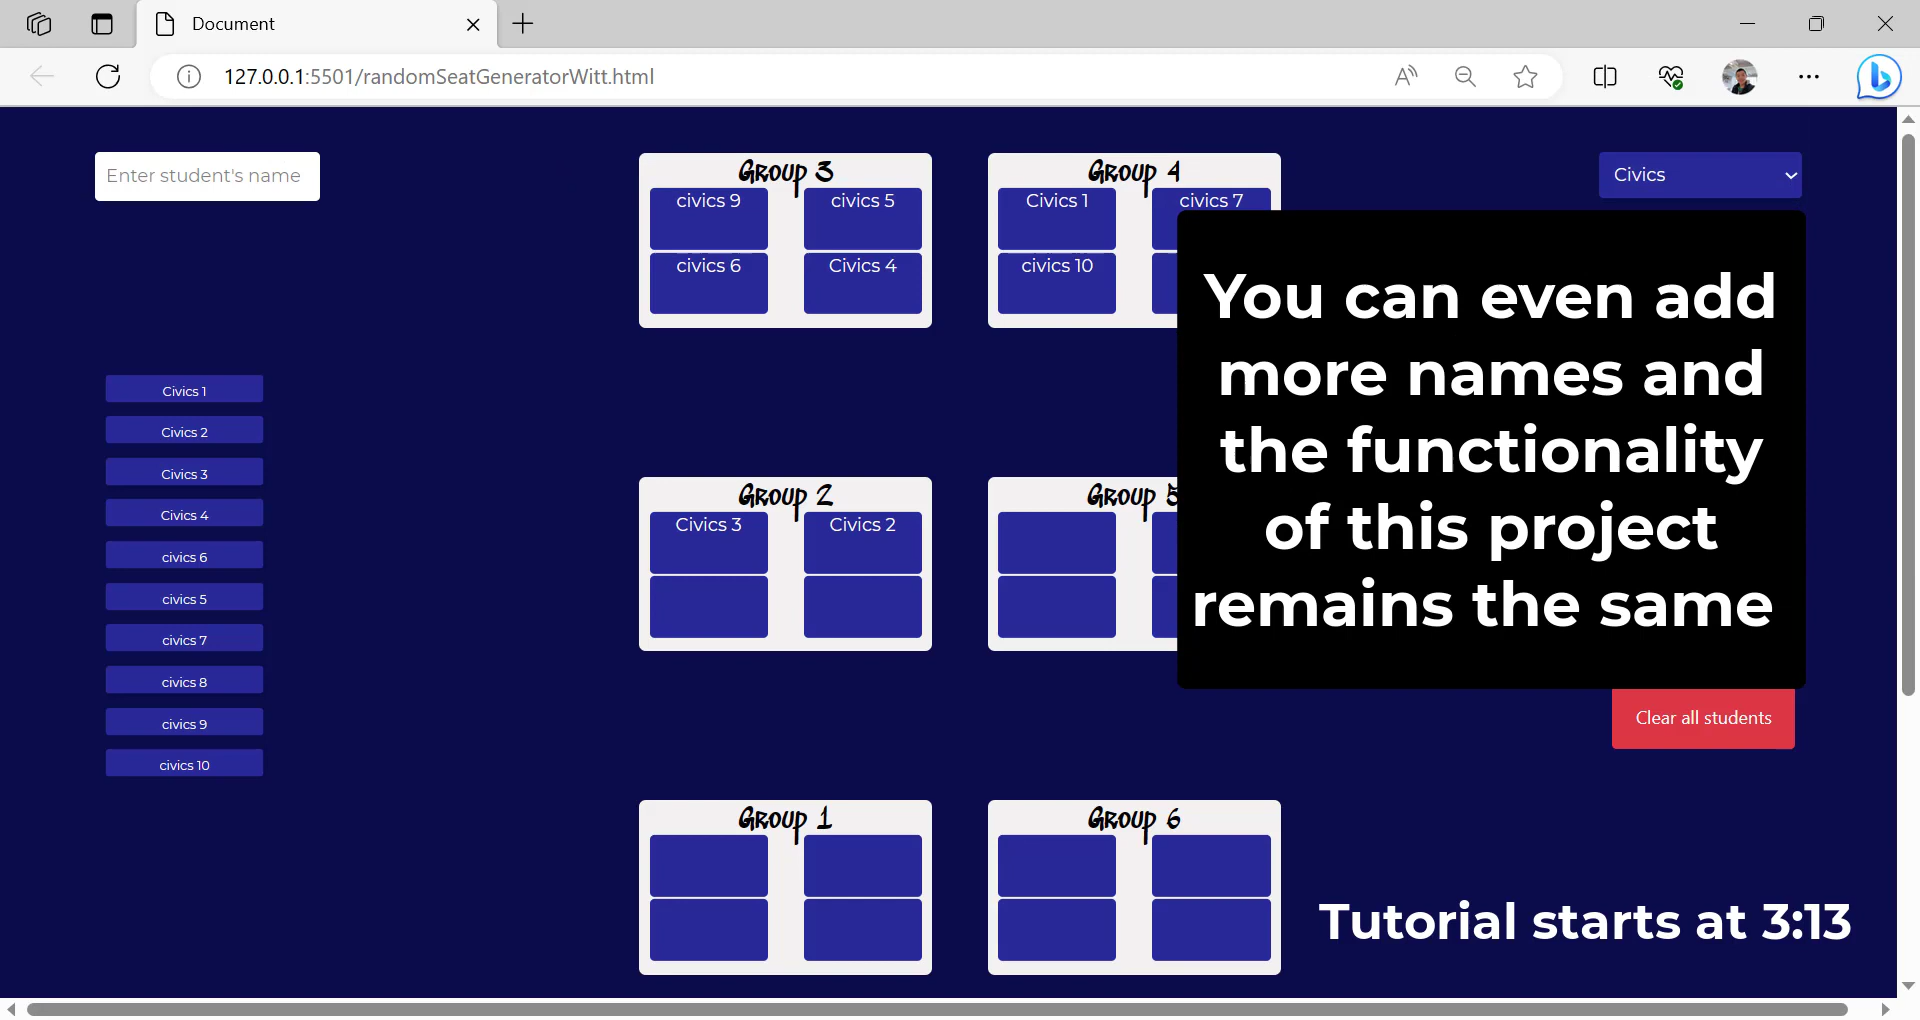 Document
127.0.0.1:5501/randomSeatGeneratorWitt.html
Enter student's name
Civics 1
Civics 2
Civics 3
Civics 4
civics 6
civics 5
civics 7
civics 8
civics 9
civics 10
Group 3
civics 9 civics 5
civics 6 Civics 4
Group 4
Civics 1 civics 7
civics 10
Group 2
Civics 3 Civics 2
Group 5
Group 1
Group 6
Civics
You can even add
more names and
the functionality
of this project
remains the same
Clear all students
Tutorial starts at 3:13